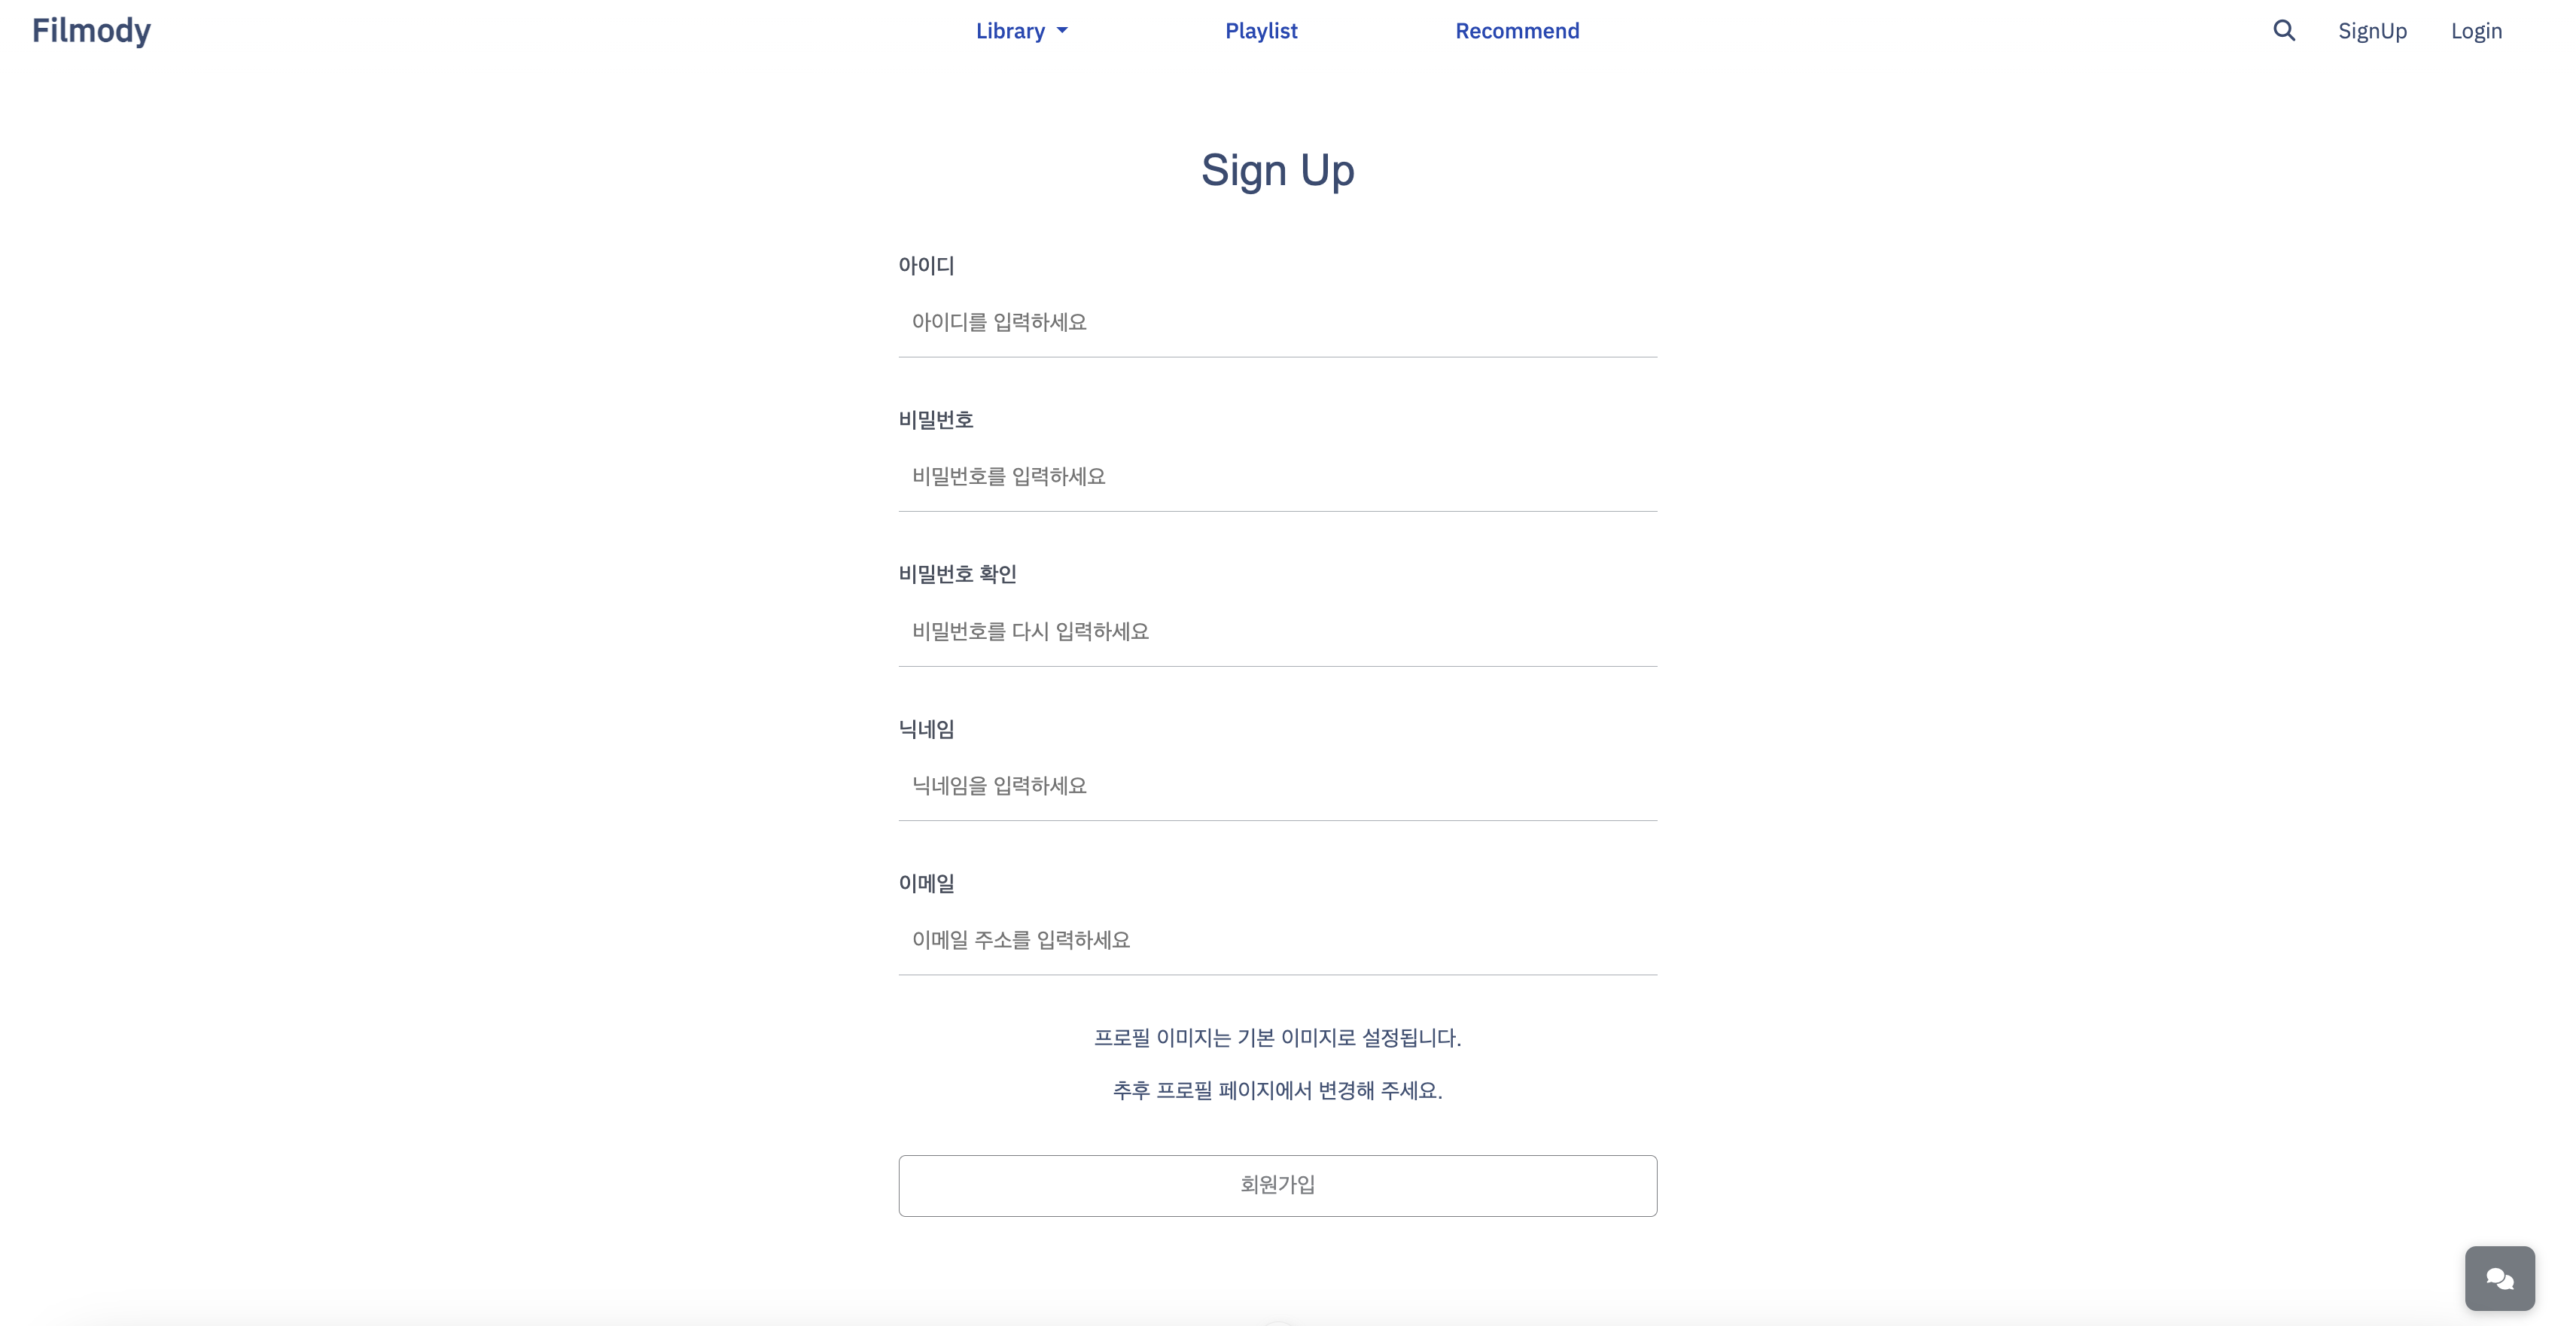 Filmody
Library
Playlist
Recommend
SignUp
Login
Sign Up
아이디
아이디를 입력하세요
비밀번호
비밀번호를 입력하세요
비밀번호 확인
비밀번호를 다시 입력하세요
닉네임
닉네임을 입력하세요
이메일
이메일 주소를 입력하세요
프로필 이미지는 기본 이미지로 설정됩니다.
추후 프로필 페이지에서 변경해 주세요.
회원가입